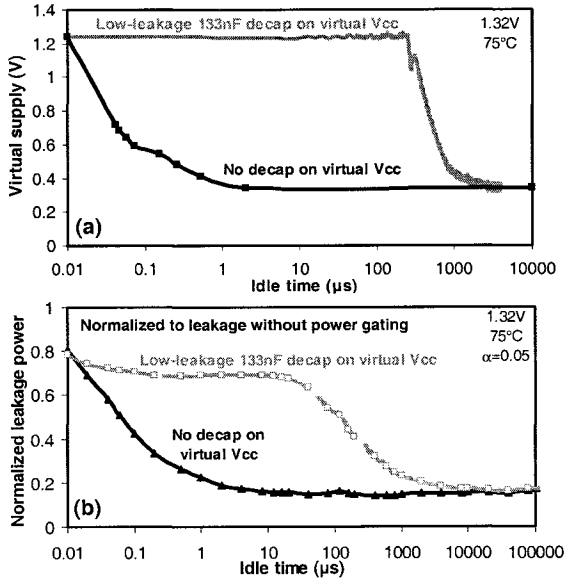 Low-leakage 133nF decap on virtual Vcc
1.32V
75°C
No decap on virtual Vcc
(a)
Virtual supply (V)
1.4
1.2
1
0.8
0.6
0.4
0.2
0
0.01 0.1 1 10 100 1000 10000
Idle time (µs)
Normalized to leakage without power gating
1.32V
75°C
α=0.05
Low-leakage 133nF decap on virtual Vcc
No decap on
virtual Vcc
(b)
Normalized leakage power
1
0.8
0.6
0.4
0.2
0
0.01 0.1 1 10 100 1000 10000 100000
Idle time (µs)